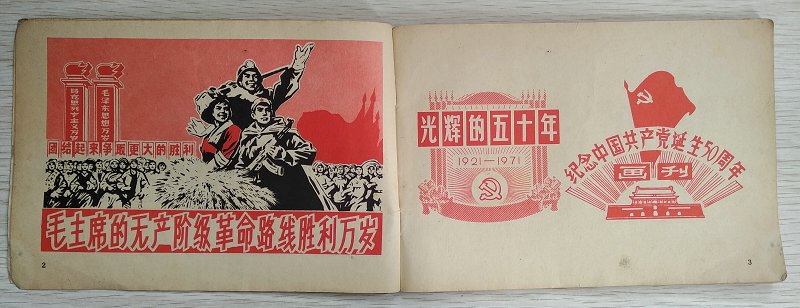 马克思列宁主义万岁
毛泽东思想万岁
团结起来争取更大的胜利
毛主席的无产阶级革命路线胜利万岁
2
光辉的五十年
1921—1971
纪念中国共产党诞生50周年
画刊
3